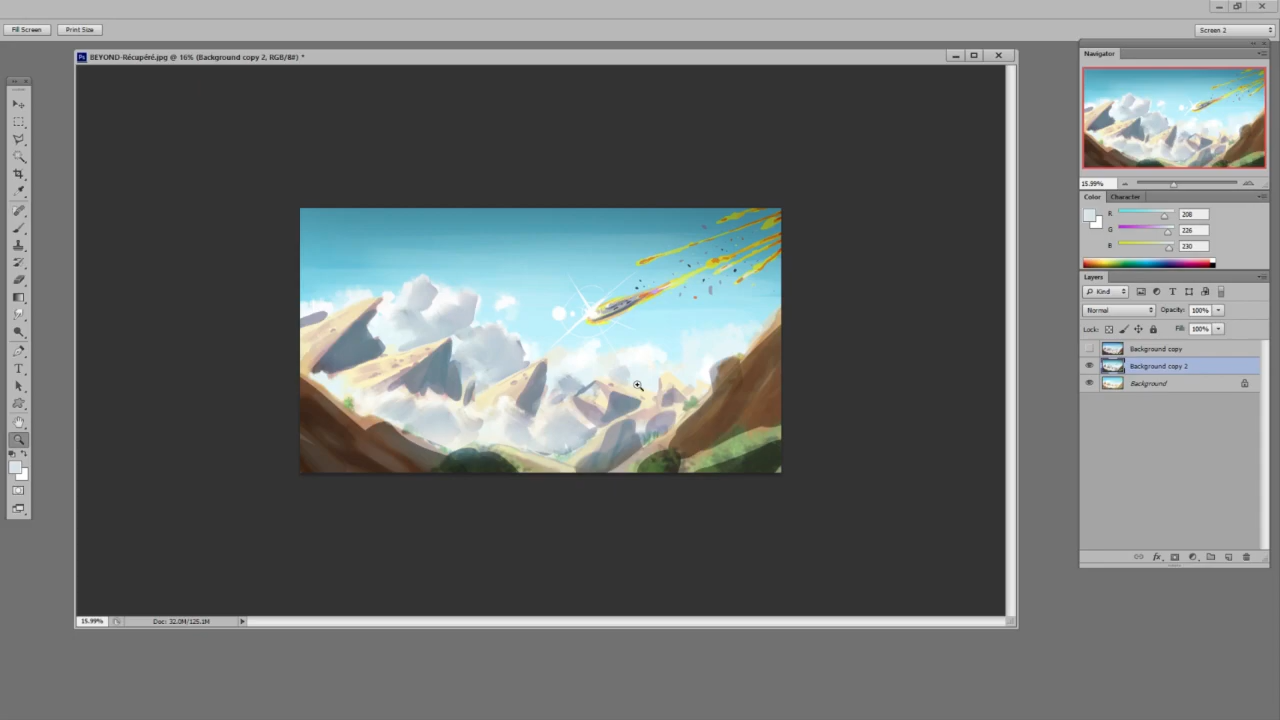 Fill Screen
Print Size
Screen 2
BEYOND-Récupéré.jpg @ 16% (Background copy 2, RGB/8#) *
Navigator
15.99%
Color
Character
R
208
G
226
B
230
Layers
Kind
Normal
Opacity:
100%
Lock:
Fill:
100%
Background copy
Background copy 2
Background
fx
15.99%
Doc: 32.0M/125.1M